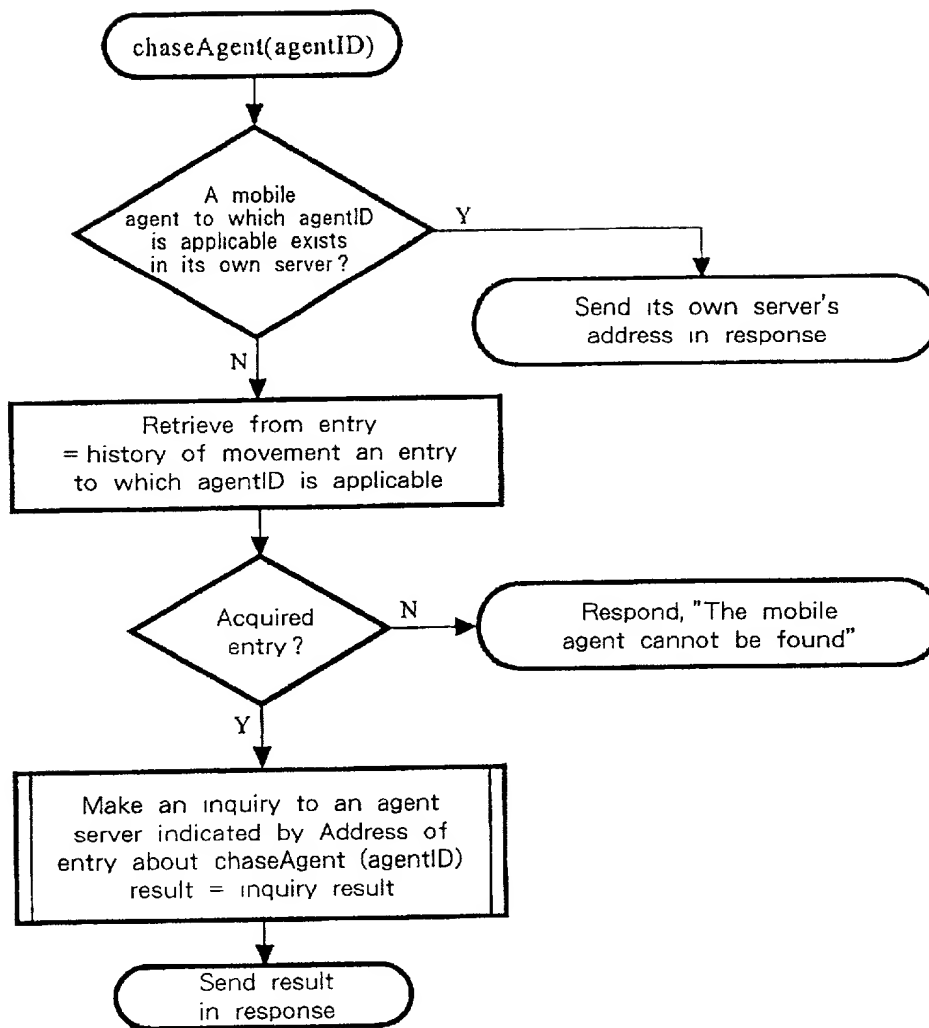 chaseAgent(agentID)
A mobile
agent to which agentID
is applicable exists
in its own server?
Y
Send its own server's
address in response
N
Retrieve from entry
= history of movement an entry
to which agentID is applicable
Acquired
entry?
N
Respond, "The mobile
agent cannot be found"
Y
Make an inquiry to an agent
server indicated by Address of
entry about chaseAgent (agentID)
result = inquiry result
Send result
in response